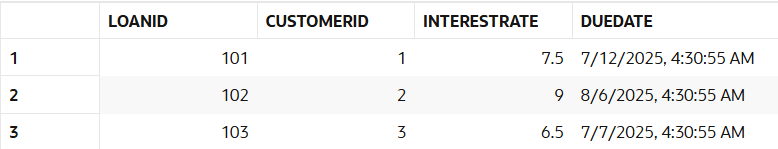 LOANID CUSTOMERID INTERESTRATE DUEDATE
1 101 1 7.5 7/12/2025, 4:30:55 AM
2 102 2 9 8/6/2025, 4:30:55 AM
3 103 3 6.5 7/7/2025, 4:30:55 AM